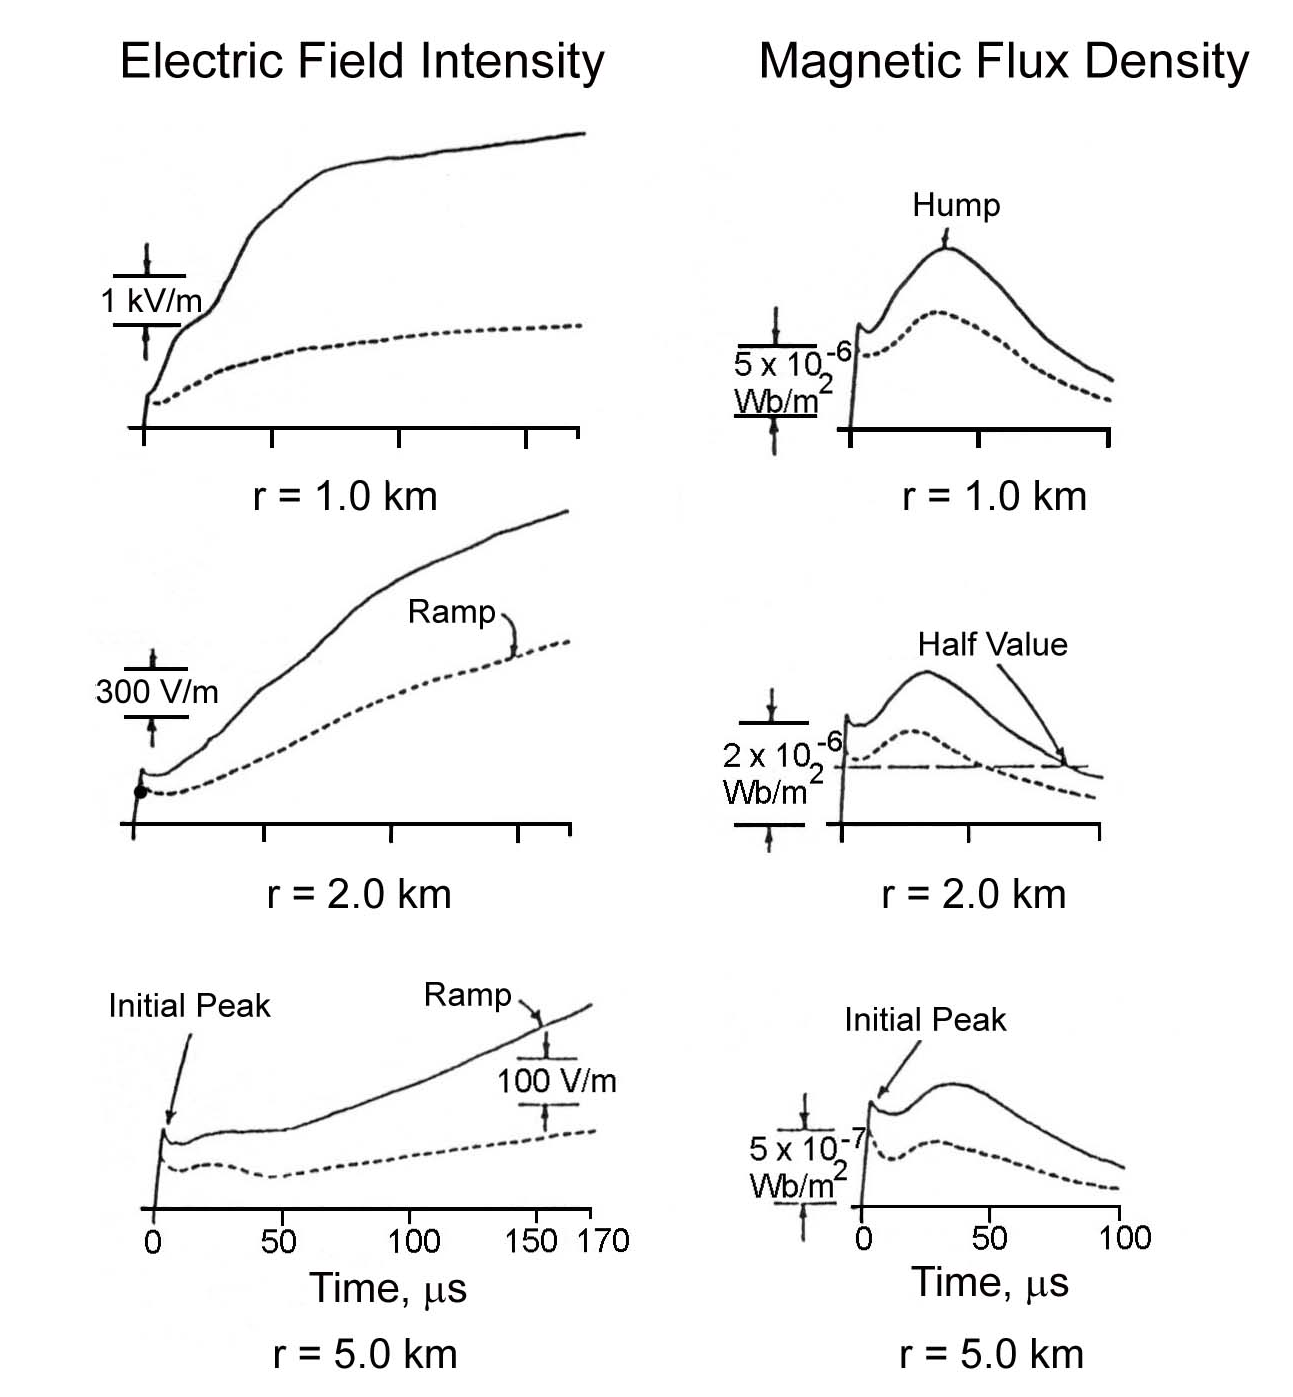 Electric Field Intensity
Magnetic Flux Density
1 kV/m
r = 1.0 km
Hump
5 x 10-6
Wb/m2
r = 1.0 km
Ramp
300 V/m
r = 2.0 km
Half Value
2 x 10-6
Wb/m2
r = 2.0 km
Initial Peak
Ramp
100 V/m
0 50 100 150 170
Time, μs
r = 5.0 km
Initial Peak
5 x 10-7
Wb/m2
0 50 100
Time, μs
r = 5.0 km